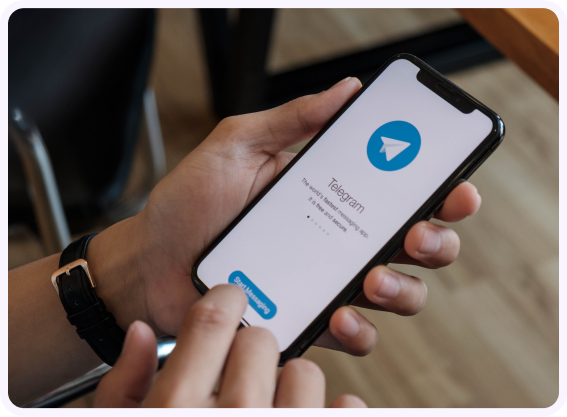 Telegram
The world's fastest messaging app.
It is free and secure.
Start Messaging